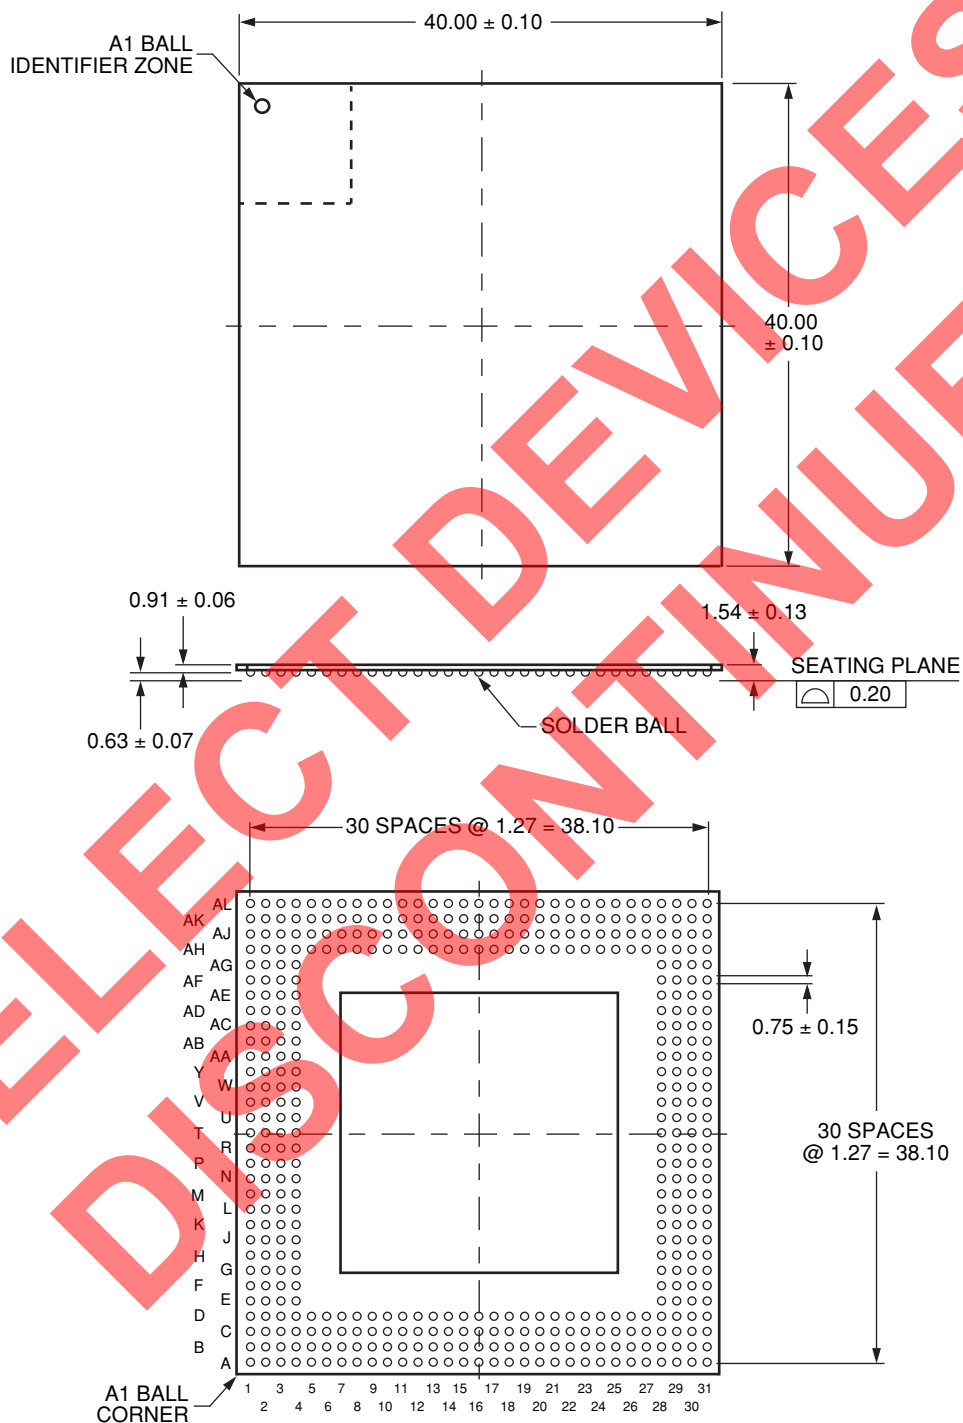 40.00 ± 0.10
A1 BALL
IDENTIFIER ZONE
40.00
± 0.10
0.91 ± 0.06
1.54 ± 0.13
SEATING PLANE
0.20
SOLDER BALL
0.63 ± 0.07
30 SPACES @ 1.27 = 38.10
AL
AK
AJ
AH
AG
AF
AE
AD
AC
AB
AA
Y
W
V
U
T
R
P
N
M
L
K
J
H
G
F
E
D
C
B
A
0.75 ± 0.15
30 SPACES
@ 1.27 = 38.10
A1 BALL
CORNER
1 3 5 7 9 11 13 15 17 19 21 23 25 27 29 31
2 4 6 8 10 12 14 16 18 20 22 24 26 28 30
ELECT DEVICES
DISCONTINUE